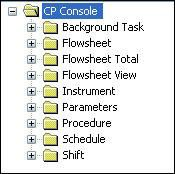 CP Console
Background Task
Flowsheet
Flowsheet Total
Flowsheet View
Instrument
Parameters
Procedure
Schedule
Shift